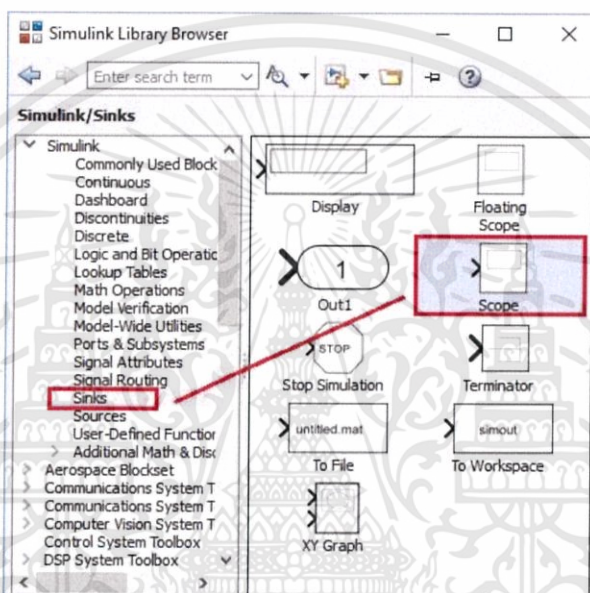 Simulink Library Browser
Enter search term
Simulink/Sinks
Simulink
Commonly Used Block
Continuous
Dashboard
Discontinuities
Discrete
Logic and Bit Operatic
Lookup Tables
Math Operations
Model Verification
Model-Wide Utilities
Ports & Subsystems
Signal Attributes
Signal Routing
Sinks
Sources
User-Defined Function
Additional Math & Disc
Aerospace Blockset
Communications System T
Communications System T
Computer Vision System T
Control System Toolbox
DSP System Toolbox
Display
Floating
Scope
1
Out1
Scope
STOP
Stop Simulation
Terminator
untitled.mat
To File
simout
To Workspace
XY Graph